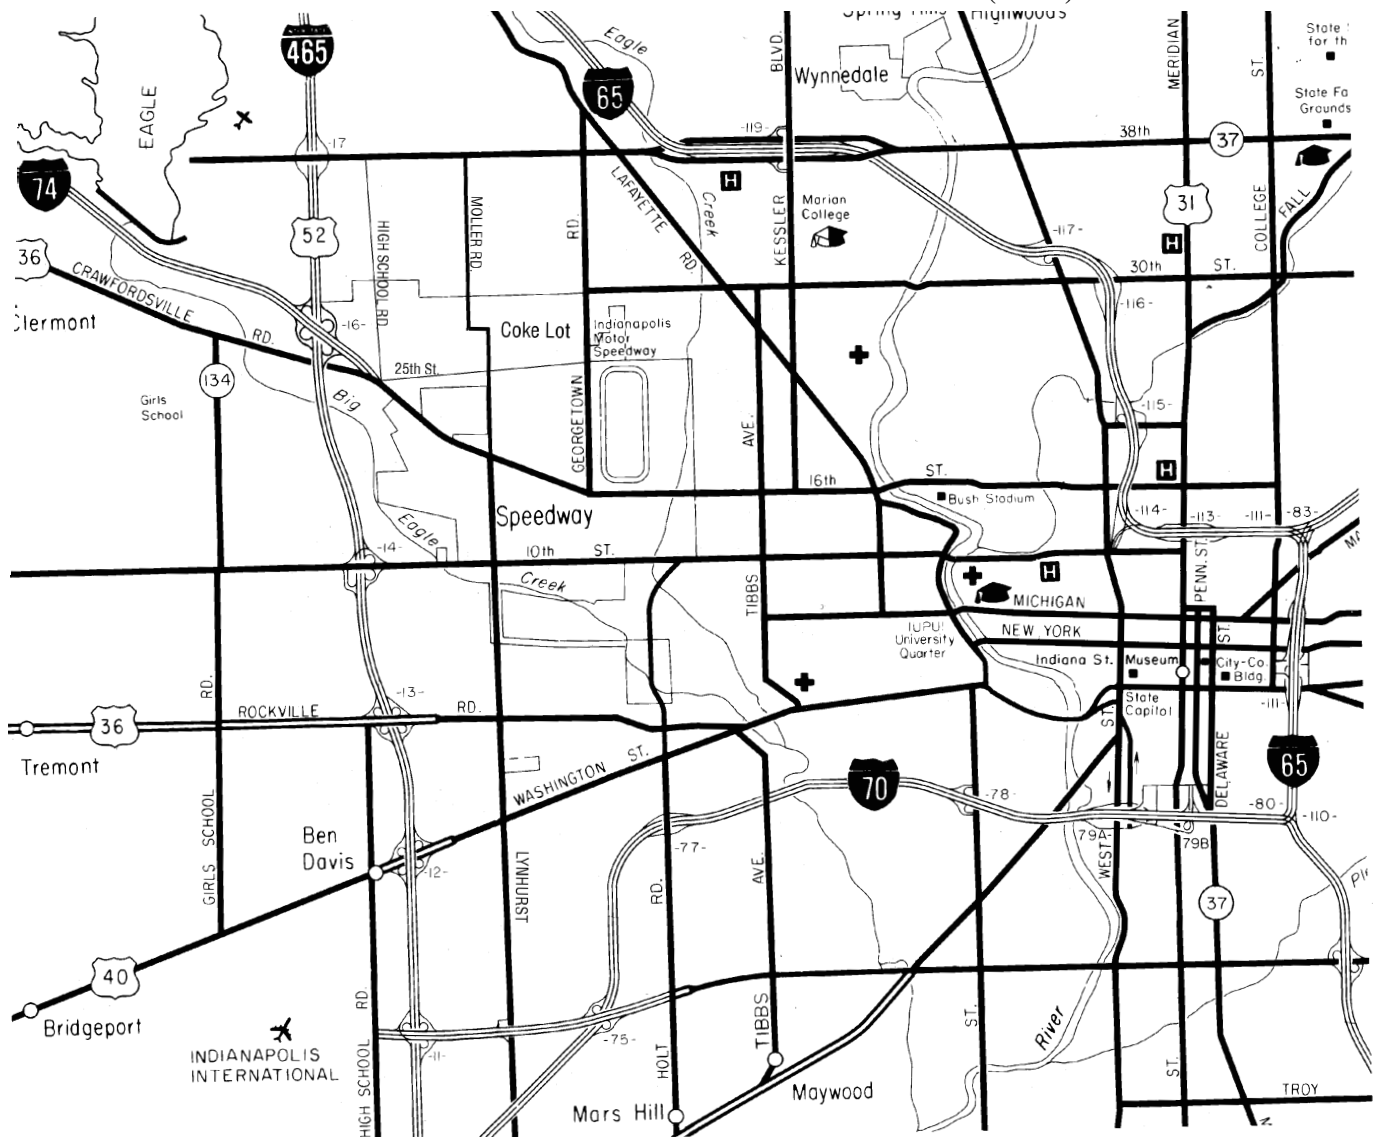 Spring Hills
Highwoods
465
Eagle
BLVD.
Wynnedale
MERIDIAN
ST.
State
for th
65
State Fa
Grounds
EAGLE
-119-
38th
37
-17
74
LAFAYETTE
RD.
Creek
Marian
College
KESSLER
31
COLLEGE
FALL
52
HIGH SCHOOL RD
MOLLER RD.
RD.
-117-
36
CRAWFORDSVILLE
RD.
30th
ST.
-116-
Clermont
-16-
Coke Lot
Indianapolis
Motor
Speedway
25th St.
134
Girls
School
Big
GEORGETOWN
AVE.
-115-
16th
ST.
Bush Stadium
Speedway
Eagle
-114-
-113-
-111-
-83-
-14-
10th
ST.
Creek
TIBBS
PENN. ST.
MICHIGAN
IUPUI
University
Quarter
NEW YORK
ST.
Indiana St.
Museum
City-Co.
Bldg.
-13-
RD.
State
Capitol
ST.
-111-
36
ROCKVILLE
RD.
Tremont
WASHINGTON
ST.
DELAWARE
65
70
-78-
-80-
-110-
Ben
Davis
GIRLS SCHOOL
-77-
79A-
79B
-12-
LYNHURST
RD.
AVE.
WEST
37
40
Bridgeport
RD.
TIBBS
ST.
River
-75-
-11-
INDIANAPOLIS
INTERNATIONAL
HIGH SCHOOL
HOLT
ST.
Maywood
Mars Hill
TROY